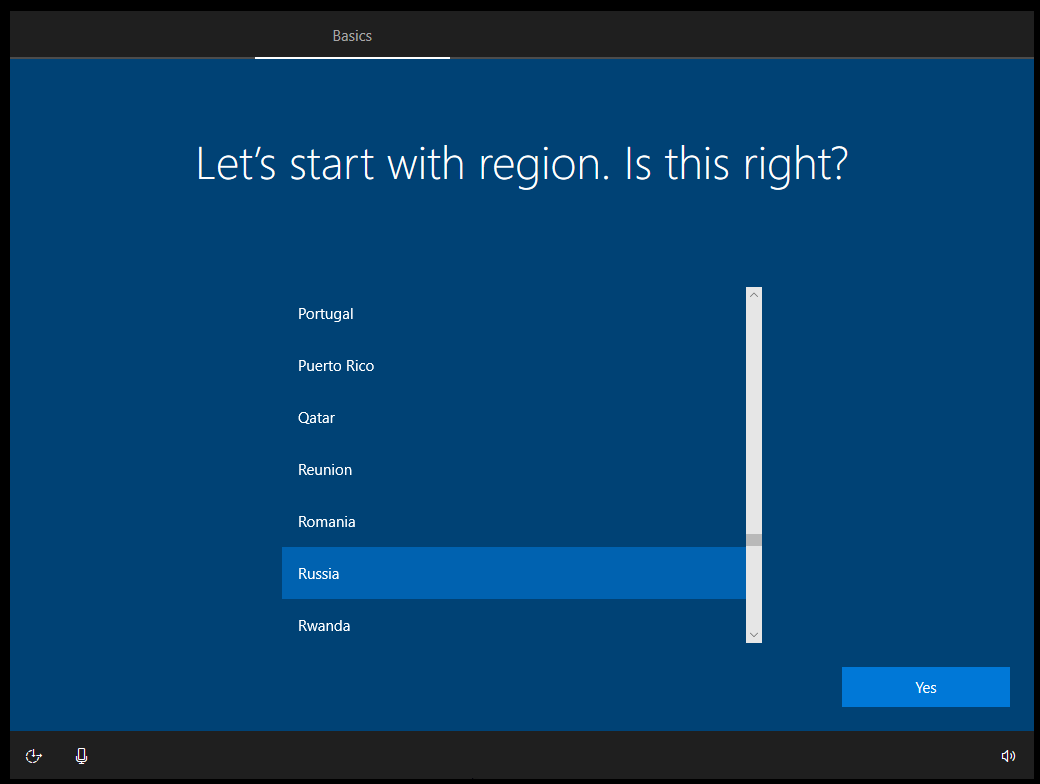 Basics
Let’s start with region. Is this right?
Portugal
Puerto Rico
Qatar
Reunion
Romania
Russia
Rwanda
Yes